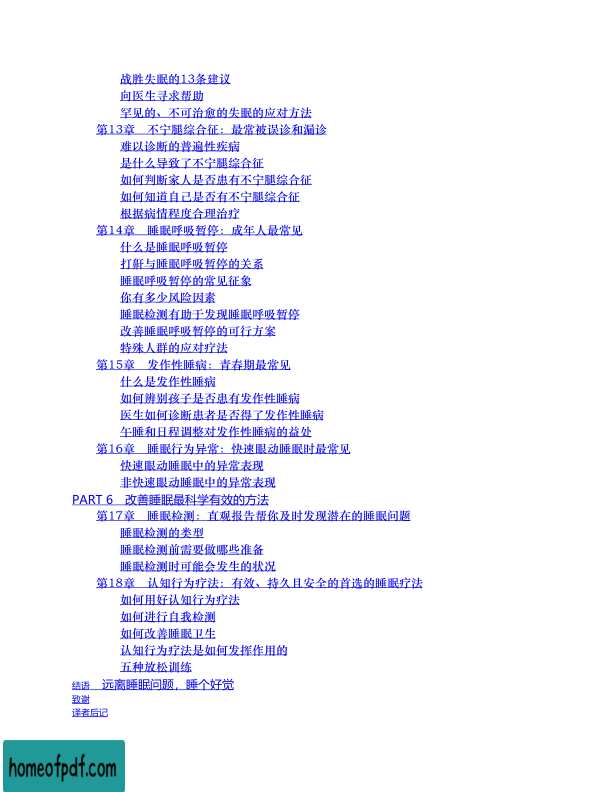 战胜失眠的13条建议
向医生寻求帮助
罕见的、不可治愈的失眠的应对方法
第13章　不宁腿综合征：最常被误诊和漏诊
难以诊断的普遍性疾病
是什么导致了不宁腿综合征
如何判断家人是否患有不宁腿综合征
如何知道自己是否有不宁腿综合征
根据病情程度合理治疗
第14章　睡眠呼吸暂停：成年人最常见
什么是睡眠呼吸暂停
打鼾与睡眠呼吸暂停的关系
睡眠呼吸暂停的常见征象
你有多少风险因素
睡眠检测有助于发现睡眠呼吸暂停
改善睡眠呼吸暂停的可行方案
特殊人群的应对疗法
第15章　发作性睡病：青春期最常见
什么是发作性睡病
如何辨别孩子是否患有发作性睡病
医生如何诊断患者是否得了发作性睡病
午睡和日程调整对发作性睡病的益处
第16章　睡眠行为异常：快速眼动睡眠时最常见
快速眼动睡眠中的异常表现
非快速眼动睡眠中的异常表现
PART 6　改善睡眠最科学有效的方法
第17章　睡眠检测：直观报告帮你及时发现潜在的睡眠问题
睡眠检测的类型
睡眠检测前需要做哪些准备
睡眠检测时可能会发生的状况
第18章　认知行为疗法：有效、持久且安全的首选的睡眠疗法
如何用好认知行为疗法
如何进行自我检测
如何改善睡眠卫生
认知行为疗法是如何发挥作用的
五种放松训练
结语　远离睡眠问题，睡个好觉
致谢
译者后记
homeofpdf.com